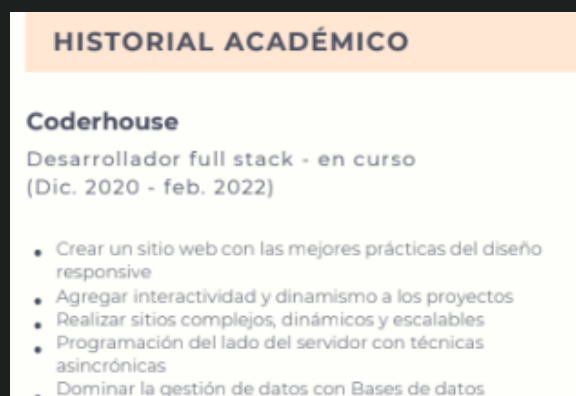 HISTORIAL ACADÉMICO
Coderhouse
Desarrollador full stack - en curso
(Dic. 2020 - feb. 2022)
• Crear un sitio web con las mejores prácticas del diseño
responsive
• Agregar interactividad y dinamismo a los proyectos
• Realizar sitios complejos, dinámicos y escalables
• Programación del lado del servidor con técnicas
asincrónicas
• Dominar la gestión de datos con Bases de datos